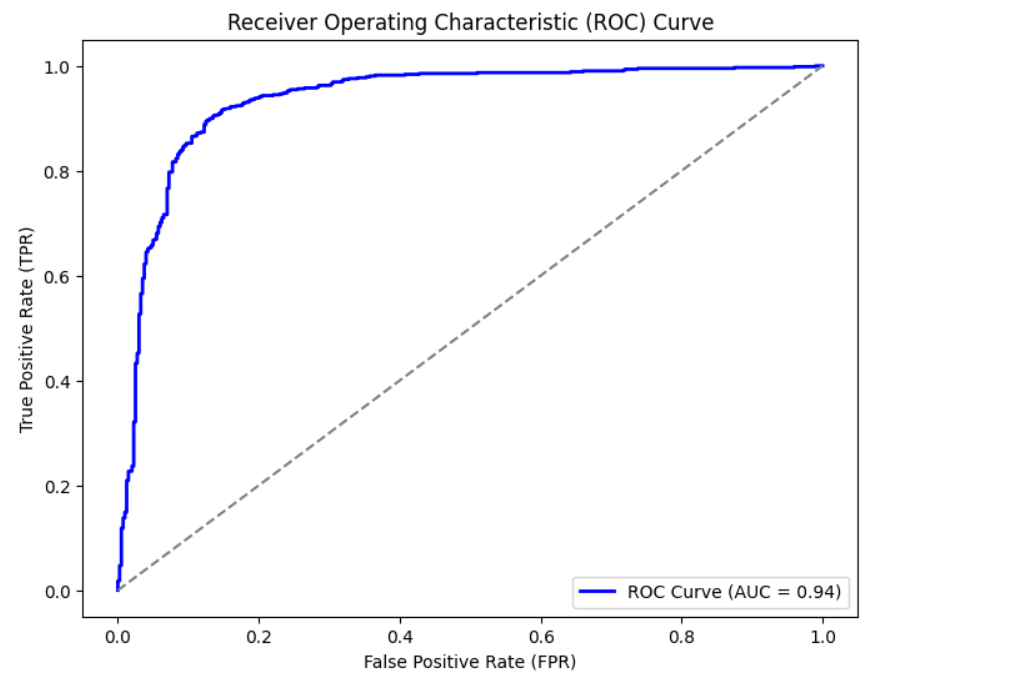 Receiver Operating Characteristic (ROC) Curve
1.0
0.8
0.6
0.4
0.2
0.0
True Positive Rate (TPR)
ROC Curve (AUC = 0.94)
0.0 0.2 0.4 0.6 0.8 1.0
False Positive Rate (FPR)